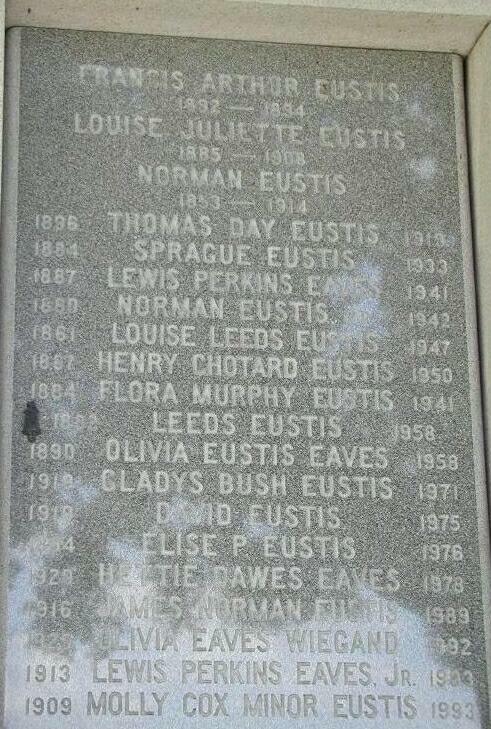 FRANCIS ARTHUR EUSTIS
1892 — 1894
LOUISE JULIETTE EUSTIS
1885 — 1908
NORMAN EUSTIS
1853 — 1914
1896 THOMAS DAY EUSTIS
1884 SPRAGUE EUSTIS 1933
1887 LEWIS PERKINS EAVES 1941
NORMAN EUSTIS, 1942
1861 LOUISE LEEDS EUSTIS 1947
1887 HENRY CHOTARD EUSTIS 1950
1884 FLORA MURPHY EUSTIS 1941
LEEDS EUSTIS 1958
1890 OLIVIA EUSTIS EAVES 1958
GLADYS BUSH EUSTIS 1971
DAVID EUSTIS 1975
ELISE P. EUSTIS 1976
HETTIE DAWES EAVES 1978
1916 JAMES NORMAN EUSTIS 1989
OLIVIA EAVES WIEGAND
1913 LEWIS PERKINS EAVES, JR.
1909 MOLLY COX MINOR EUSTIS 1993